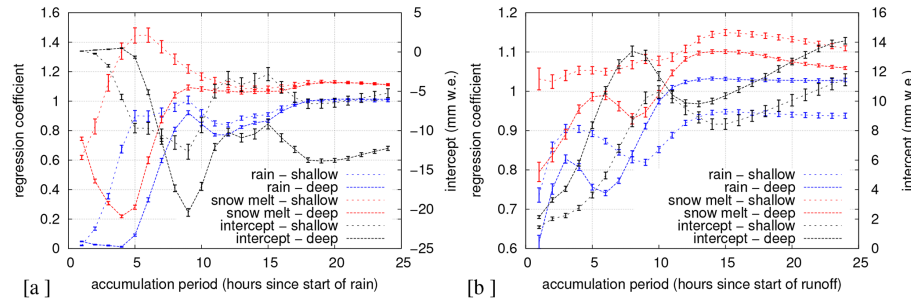 1.6
1.4
1.2
1
0.8
0.6
0.4
0.2
0
regression coefficient
5
0
−5
−10
−15
−20
−25
intercept (mm w.e.)
rain − shallow
rain − deep
snow melt − shallow
snow melt − deep
intercept − shallow
intercept − deep
0 5 10 15 20 25
accumulation period (hours since start of rain)
[a ]
1.2
1.1
1
0.9
0.8
0.7
0.6
regression coefficient
16
14
12
10
8
6
4
2
0
intercept (mm w.e.)
rain − shallow
rain − deep
snow melt − shallow
snow melt − deep
intercept − shallow
intercept − deep
0 5 10 15 20 25
accumulation period (hours since start of runoff)
[b ]